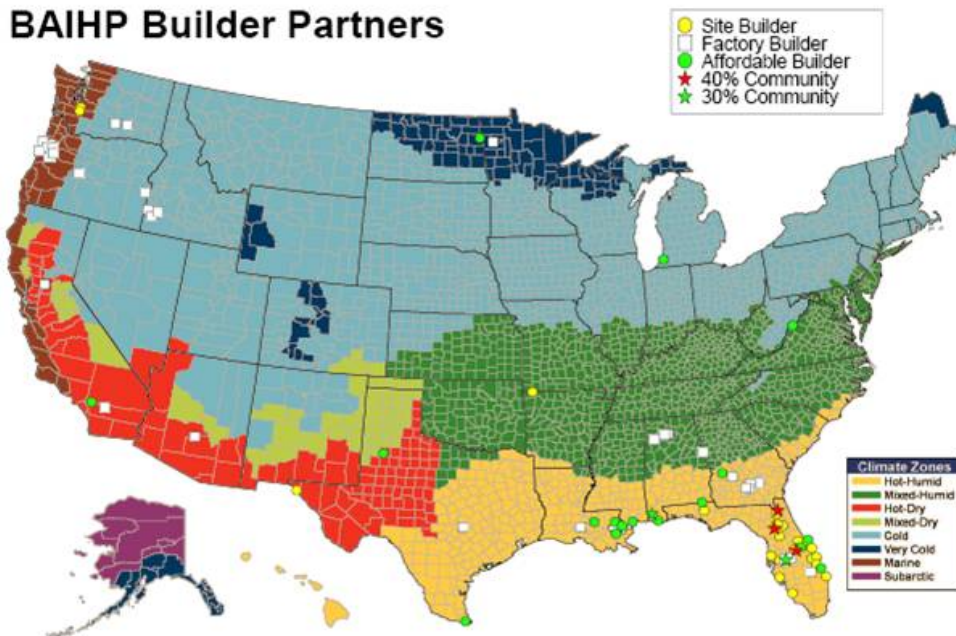 BAIHP Builder Partners
Site Builder
Factory Builder
Affordable Builder
40% Community
30% Community
Climate Zones
Hot-Humid
Mixed-Humid
Hot-Dry
Mixed-Dry
Cold
Very Cold
Marine
Subarctic